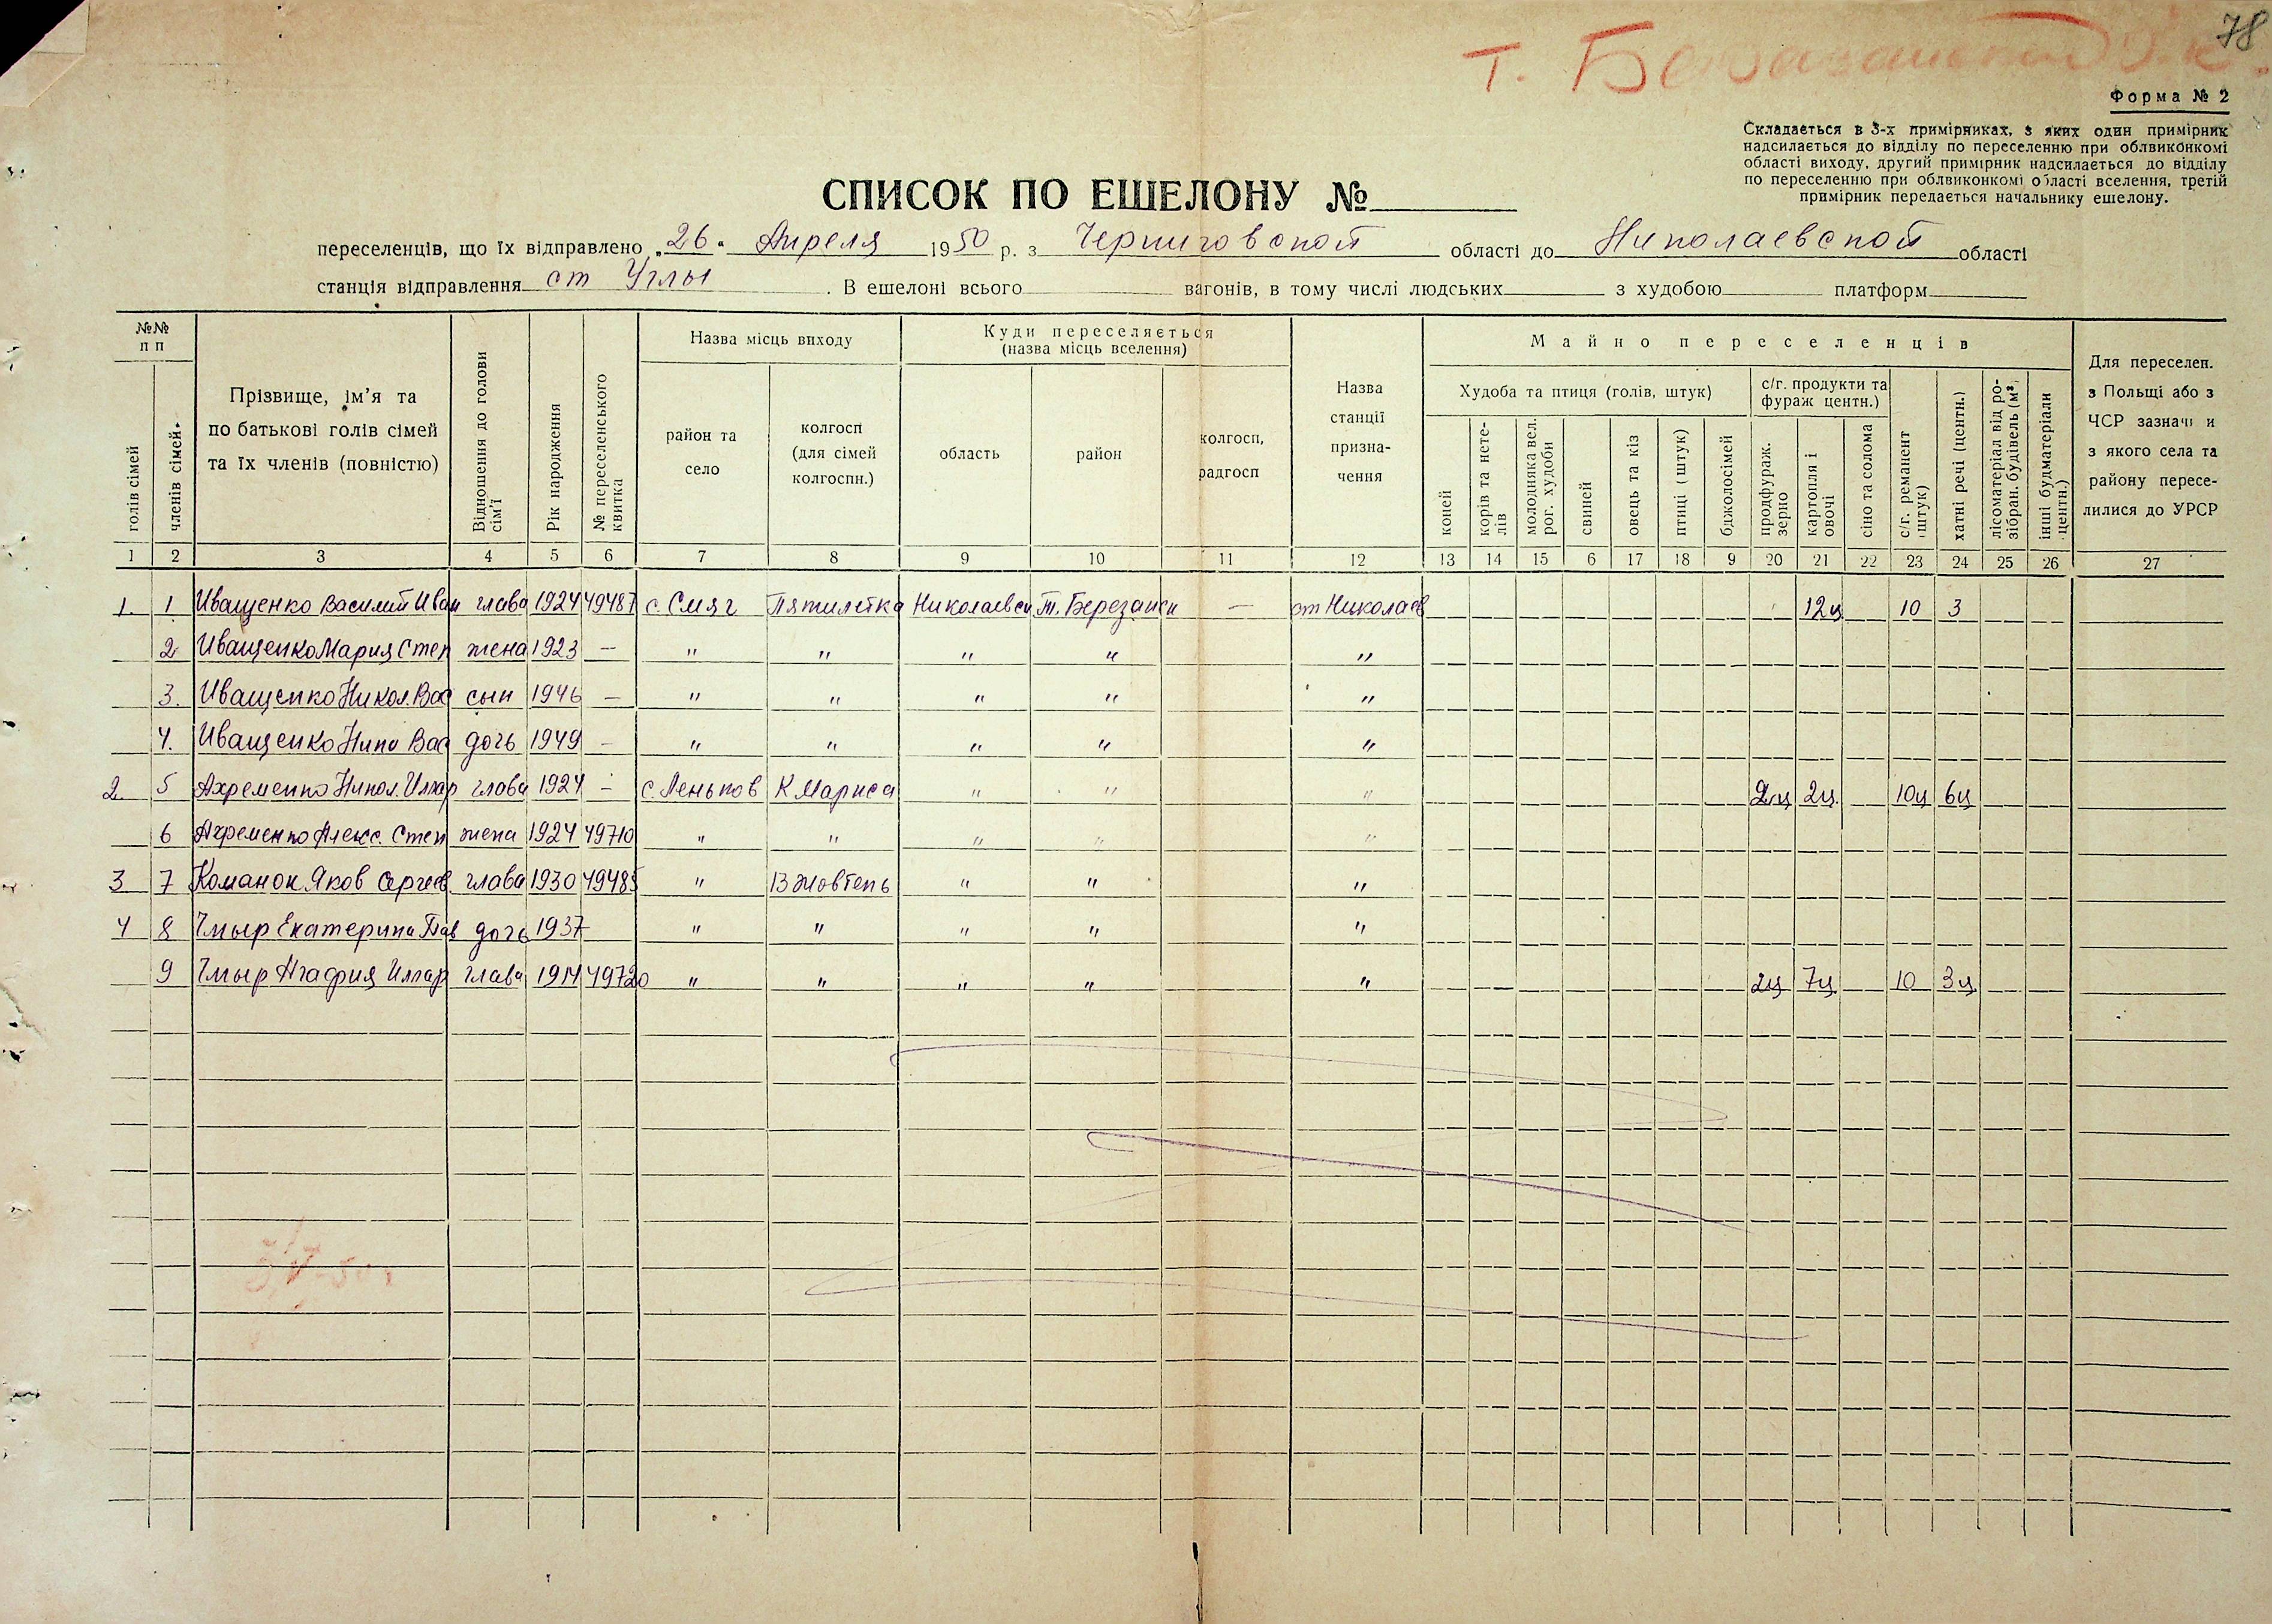 78
т. Березанский р-к.
Форма № 2
Складається в 3-х примірниках, з яких один примірник
надсилається до відділу по переселенню при облвиконкомі
області виходу, другий примірник надсилається до відділу
по переселенню при облвиконкомі області вселення, третій
примірник передається начальнику ешелону.
СПИСОК ПО ЕШЕЛОНУ №
переселенців, що їх відправлено „26“ Апреля 1950 р. з Черниговской області до Николаевской області
станція відправлення ст Углы. В ешелоні всього вагонів, в тому числі людських з худобою платформ
№№ п п
голів сімей
членів сімей
Прізвище, ім’я та по батькові голів сімей та їх членів (повністю)
Відношення до голови сім’ї
Рік народження
№ переселенського квитка
Назва місць виходу
район та село
колгосп (для сімей колгоспн.)
Куди переселяється (назва місць вселення)
область
район
колгосп, радгосп
Назва станції призна-чення
Майно переселенців
Худоба та птиця (голів, штук)
коней
корів та нете-лів
молодняка вел. рог. худоби
свиней
овець та кіз
птиці (штук)
бджолосімей
с/г. продукти та фураж центн.)
продфураж. зерно
картопля і овочі
сіно та солома
с/г. реманент (штук)
хатні речі (центн.)
лісоматеріал від ро-зібран. будівель (м³)
інші будматеріали (центн.)
Для переселен. з Польщі або з ЧСР зазнач и з якого села та району пересе-лилися до УРСР
1 2 3 4 5 6 7 8 9 10 11 12 13 14 15 6 17 18 9 20 21 22 23 24 25 26 27
1. 1 Иващенко Василий Иван глава 1924 49487 с. Смяч Пятилетка Николаевск Т. Березанск — ст Николаев 12ц 10 3
2 Иващенко Мария Степ жена 1923 — " " " " "
3. Иващенко Никол. Вас сын 1946 — " " " " "
4. Иващенко Нина Вас дочь 1949 — " " " " "
2. 5 Ахременко Никол. Иллар глава 1924 — с. Леньков К Маркса " " " 2ц 2ц 10ц 6ц
6 Ахременко Алекс. Степ жена 1924 49710 " " " " "
3 7 Команок Яков Сергеев. глава 1930 49485 " 13 жовтень " " "
4 8 Чмыр Екатерина Пав дочь 1937 " " " " "
9 Чмыр Агафия Иллар глава 1914 49720 " " " " " 2ц 7ц 10 3ц